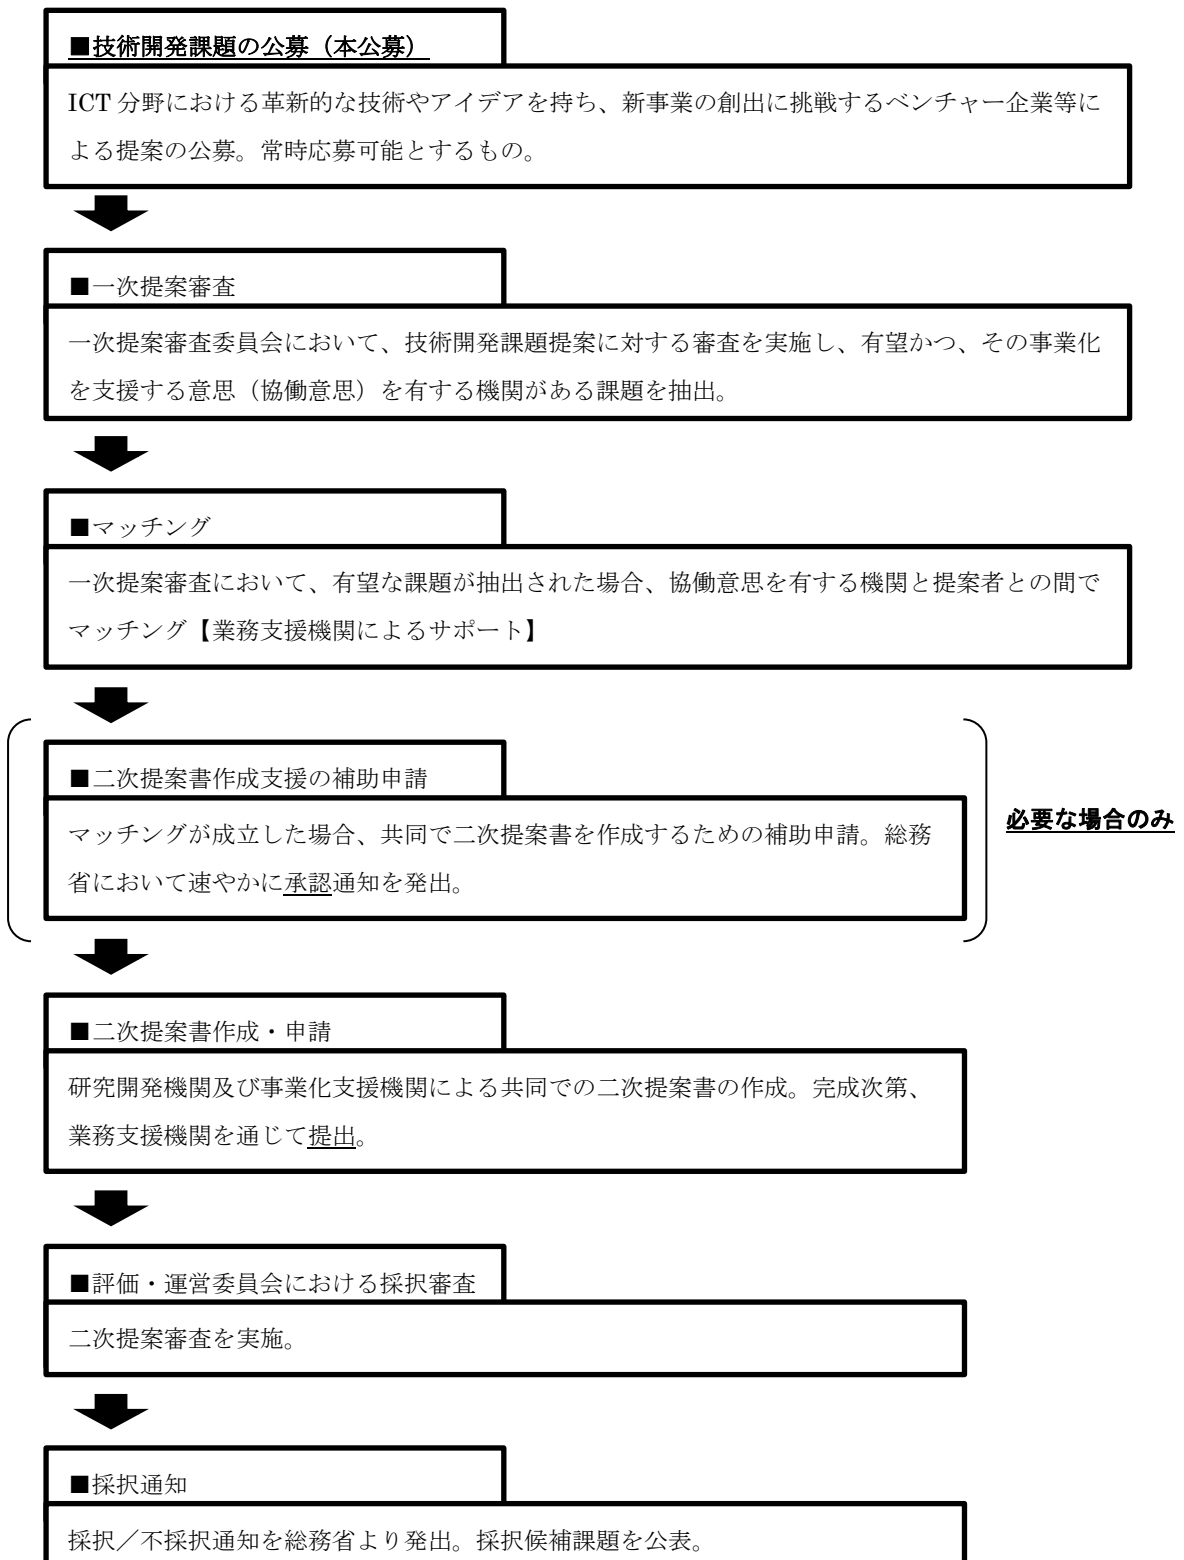 ■技術開発課題の公募（本公募）
ICT 分野における革新的な技術やアイデアを持ち、新事業の創出に挑戦するベンチャー企業等に
よる提案の公募。常時応募可能とするもの。
■一次提案審査
一次提案審査委員会において、技術開発課題提案に対する審査を実施し、有望かつ、その事業化
を支援する意思（協働意思）を有する機関がある課題を抽出。
■マッチング
一次提案審査において、有望な課題が抽出された場合、協働意思を有する機関と提案者との間で
マッチング【業務支援機関によるサポート】
■二次提案書作成支援の補助申請
マッチングが成立した場合、共同で二次提案書を作成するための補助申請。総務
省において速やかに承認通知を発出。
必要な場合のみ
■二次提案書作成・申請
研究開発機関及び事業化支援機関による共同での二次提案書の作成。完成次第、
業務支援機関を通じて提出。
■評価・運営委員会における採択審査
二次提案審査を実施。
■採択通知
採択／不採択通知を総務省より発出。採択候補課題を公表。